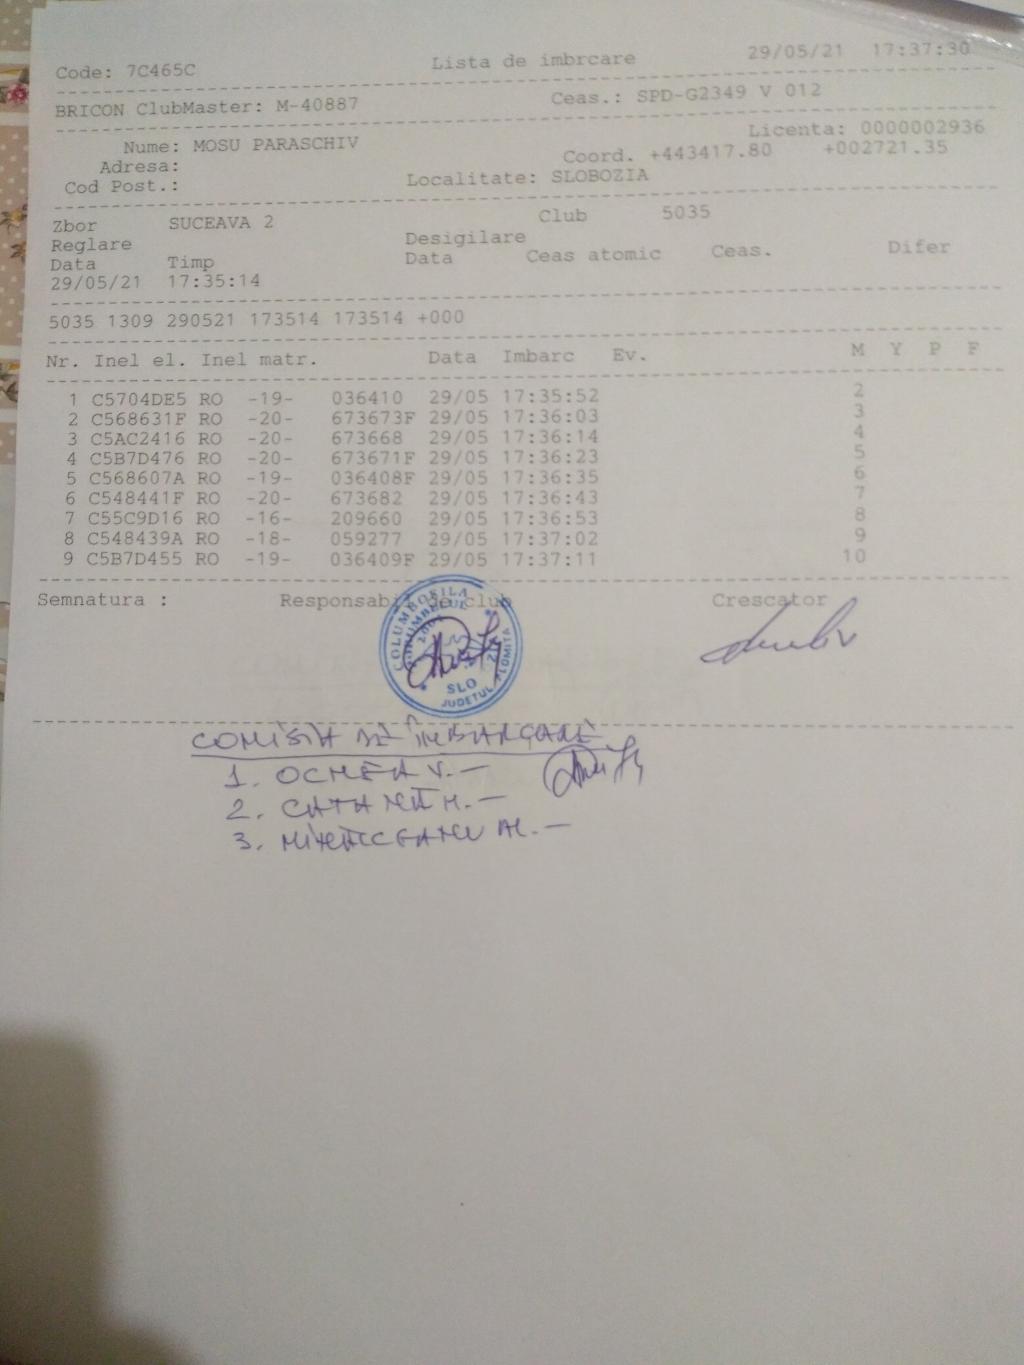 Code: 7C465C Lista de imbrcare 29/05/21 17:37:30
BRICON ClubMaster: M-40887 Ceas.: SPD-G2349 V 012
Licenta: 0000002936
Nume: MOSU PARASCHIV
Adresa: Coord. +443417.80 +002721.35
Cod Post.: Localitate: SLOBOZIA
Zbor SUCEAVA 2 Club 5035
Reglare Desigilare
Data Timp Data Ceas atomic Ceas. Difer
29/05/21 17:35:14
5035 1309 290521 173514 173514 +000
Nr. Inel el. Inel matr. Data Imbarc Ev. M Y P F
1 C5704DE5 RO -19- 036410 29/05 17:35:52 2
2 C568631F RO -20- 673673F 29/05 17:36:03 3
3 C5AC2416 RO -20- 673668 29/05 17:36:14 4
4 C5B7D476 RO -20- 673671F 29/05 17:36:23 5
5 C568607A RO -19- 036408F 29/05 17:36:35 6
6 C548441F RO -20- 673682 29/05 17:36:43 7
7 C55C9D16 RO -16- 209660 29/05 17:36:53 8
8 C548439A RO -18- 059277 29/05 17:37:02 9
9 C5B7D455 RO -19- 036409F 29/05 17:37:11 10
Semnatura : Responsabil de club Crescator
COLUMBOFILA
SLO
JUDETUL IALOMITA
COMISIA DE ÎMBARCARE
1. OCNEA V. -
2. CATANĂ M. -
3.